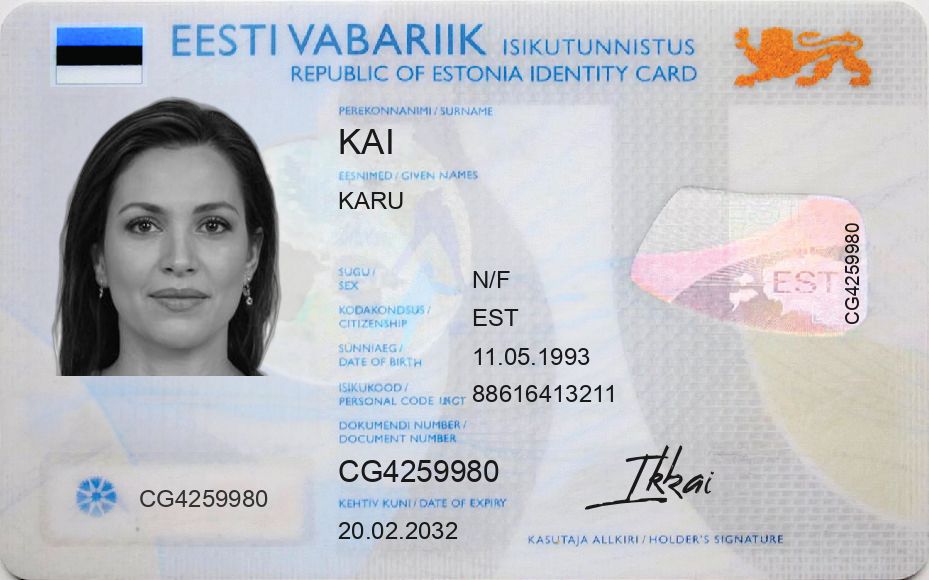 EESTI VABARIIK ISIKUTUNNISTUS
REPUBLIC OF ESTONIA IDENTITY CARD
PEREKONNANIMI / SURNAME
KAI
EESNIMED / GIVEN NAMES
KARU
SUGU /
SEX
N/F
KODAKONDSUS /
CITIZENSHIP
EST
SÜNNIAEG /
DATE OF BIRTH
11.05.1993
ISIKUKOOD /
PERSONAL CODE
88616413211
DOKUMENDI NUMBER /
DOCUMENT NUMBER
CG4259980
KEHTIV KUNI / DATE OF EXPIRY
20.02.2032
CG4259980
EST
CG4259980
Ikkai
KASUTAJA ALLKIRI / HOLDER'S SIGNATURE